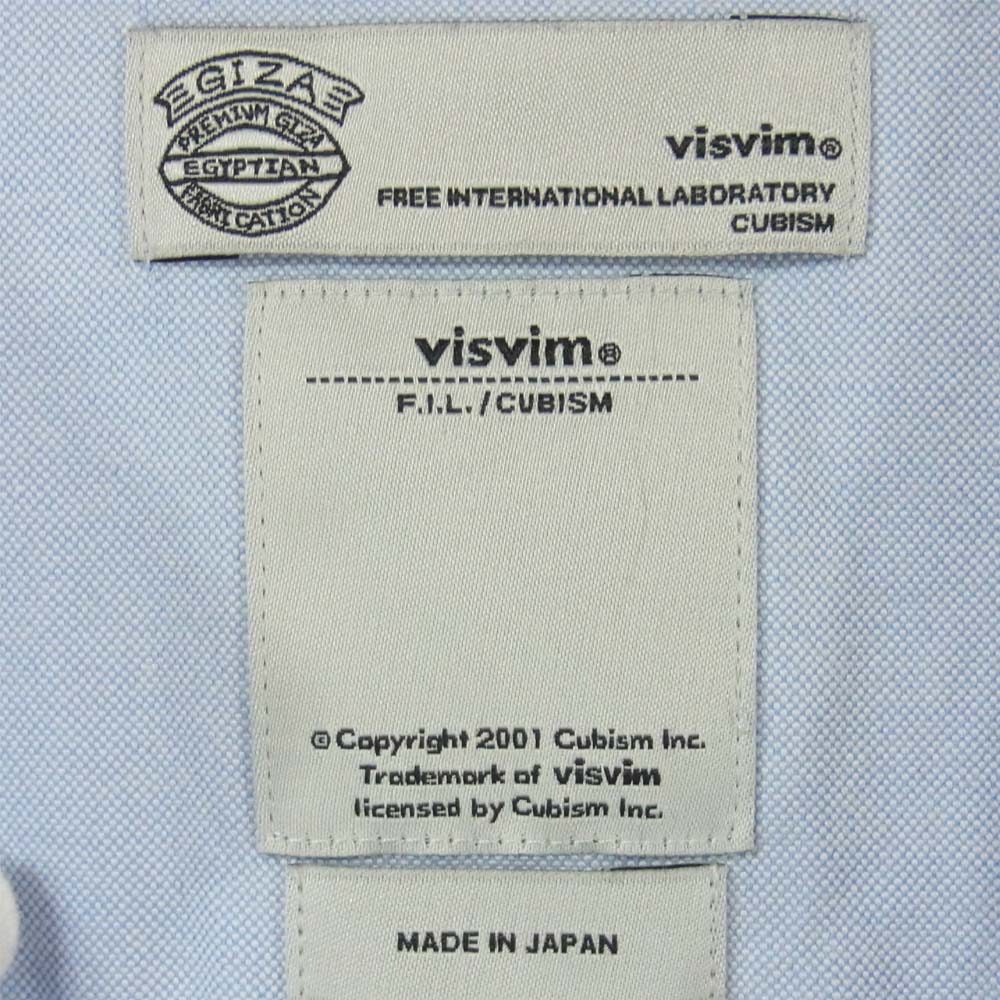 GIZA
PREMIUM GIZA
EGYPTIAN
FABRICATION
visvim®
FREE INTERNATIONAL LABORATORY
CUBISM
visvim®
F.I.L./CUBISM
© Copyright 2001 Cubism Inc.
Trademark of visvim
licensed by Cubism Inc.
MADE IN JAPAN